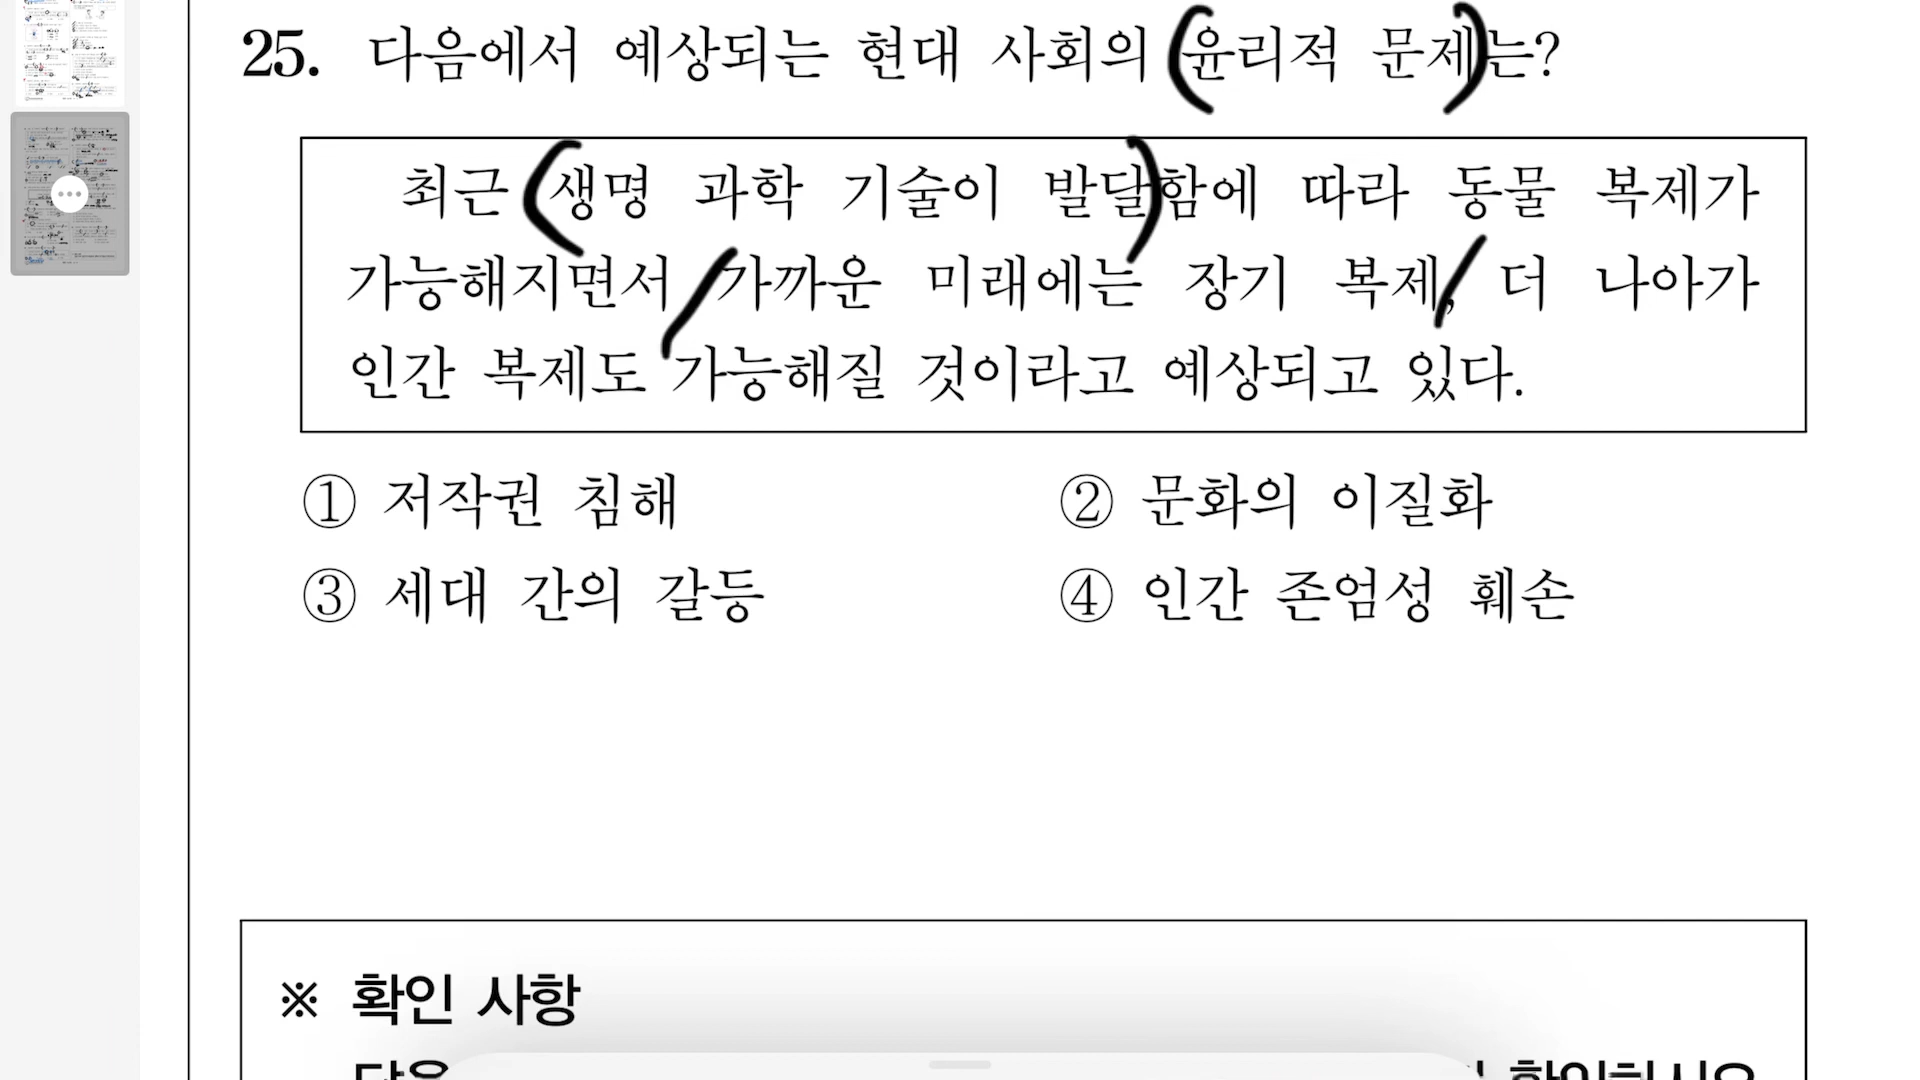 25. 다음에서 예상되는 현대 사회의 윤리적 문제는?
최근 생명 과학 기술이 발달함에 따라 동물 복제가
가능해지면서 가까운 미래에는 장기 복제, 더 나아가
인간 복제도 가능해질 것이라고 예상되고 있다.
① 저작권 침해 ② 문화의 이질화
③ 세대 간의 갈등 ④ 인간 존엄성 훼손
※ 확인 사항